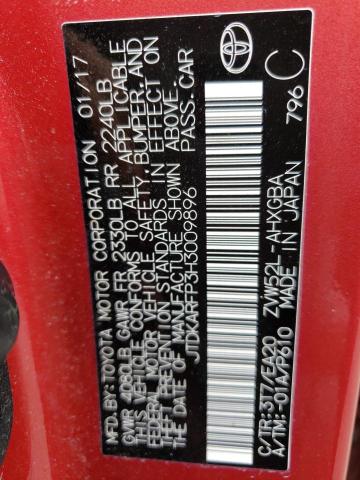 MFD.BY: TOYOTA MOTOR CORPORATION 01/17
GVWR 4080LB GAWR FR 2330LB RR 2240LB
THIS VEHICLE CONFORMS TO ALL APPLICABLE
FEDERAL MOTOR VEHICLE SAFETY, BUMPER, AND
THEFT PREVENTION STANDARDS IN EFFECT ON
THE DATE OF MANUFACTURE SHOWN ABOVE.
JTDKARFP3H3009896 PASS. CAR
C/TR: 3T7/EA20 ZVW52L-AHXGBA
A/TM: -01A/P610 MADE IN JAPAN
796
C